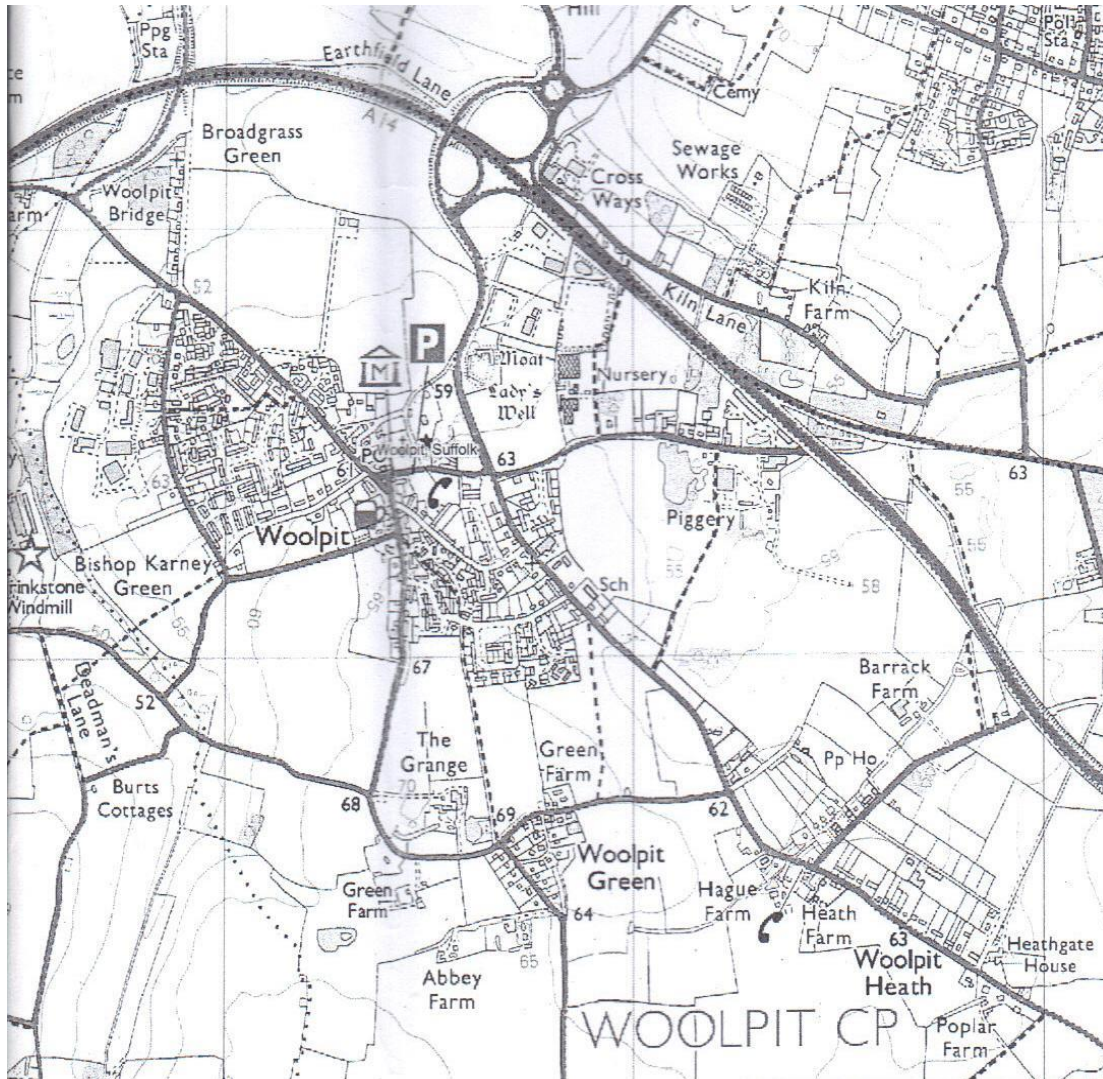 Hill
Ppg
Sta
Earthfield Lane
A14
Cemy
Sta
Broadgrass
Green
Sewage
Works
Cross
Ways
Woolpit
Bridge
52
Kiln Lane
Kiln
Farm
P
M
Moat
Nursery
59
Lady's
Well
Woolpit, Suffolk
63
63
63
Woolpit
Piggery
55
55
55
58
Bishop Karney
Green
Sch
Windmill
60
67
Barrack
Farm
Deadman's
Lane
52
The
Grange
Green
Farm
Pp Ho
70
Burts
Cottages
68
69
62
Woolpit
Green
Green
Farm
Hague
Farm
Heath
Farm
64
63
Heathgate
House
Woolpit
Heath
Abbey
Farm
65
WOOLPIT CP
Poplar
Farm